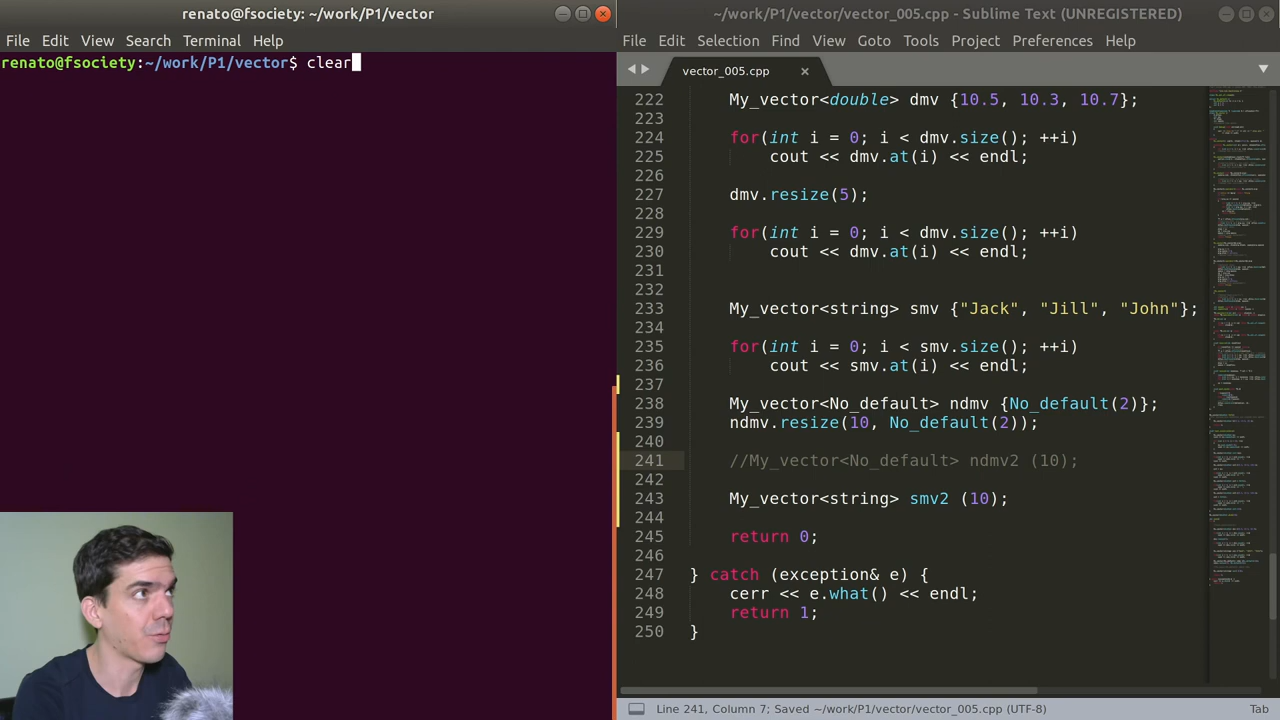 renato@fsociety: ~/work/P1/vector
File Edit View Search Terminal Help
renato@fsociety:~/work/P1/vector$ clear
~/work/P1/vector/vector_005.cpp - Sublime Text (UNREGISTERED)
File Edit Selection Find View Goto Tools Project Preferences Help
vector_005.cpp
222 My_vector<double> dmv {10.5, 10.3, 10.7};
223
224 for(int i = 0; i < dmv.size(); ++i)
225 cout << dmv.at(i) << endl;
226
227 dmv.resize(5);
228
229 for(int i = 0; i < dmv.size(); ++i)
230 cout << dmv.at(i) << endl;
231
232
233 My_vector<string> smv {"Jack", "Jill", "John"};
234
235 for(int i = 0; i < smv.size(); ++i)
236 cout << smv.at(i) << endl;
237
238 My_vector<No_default> ndmv {No_default(2)};
239 ndmv.resize(10, No_default(2));
240
241 //My_vector<No_default> ndmv2 (10);
242
243 My_vector<string> smv2 (10);
244
245 return 0;
246
247 } catch (exception& e) {
248 cerr << e.what() << endl;
249 return 1;
250 }
Line 241, Column 7; Saved ~/work/P1/vector/vector_005.cpp (UTF-8)
Tab